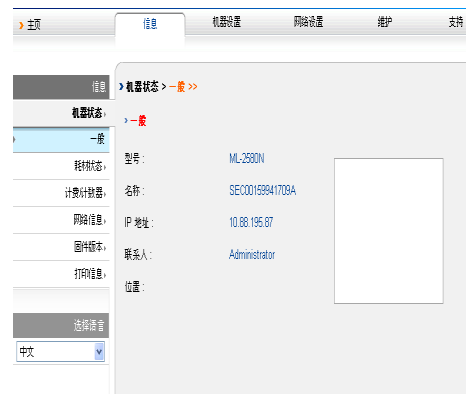 主页
信息
机器设置
网络设置
维护
支持
信息
机器状态
一般
耗材状态
计费/计数器
网络信息
固件版本
打印信息
选择语言
中文
机器状态 > 一般 >>
一般
型号 : ML-2580N
名称 : SEC00159941709A
IP 地址 : 10.88.195.87
联系人 : Administrator
位置 :